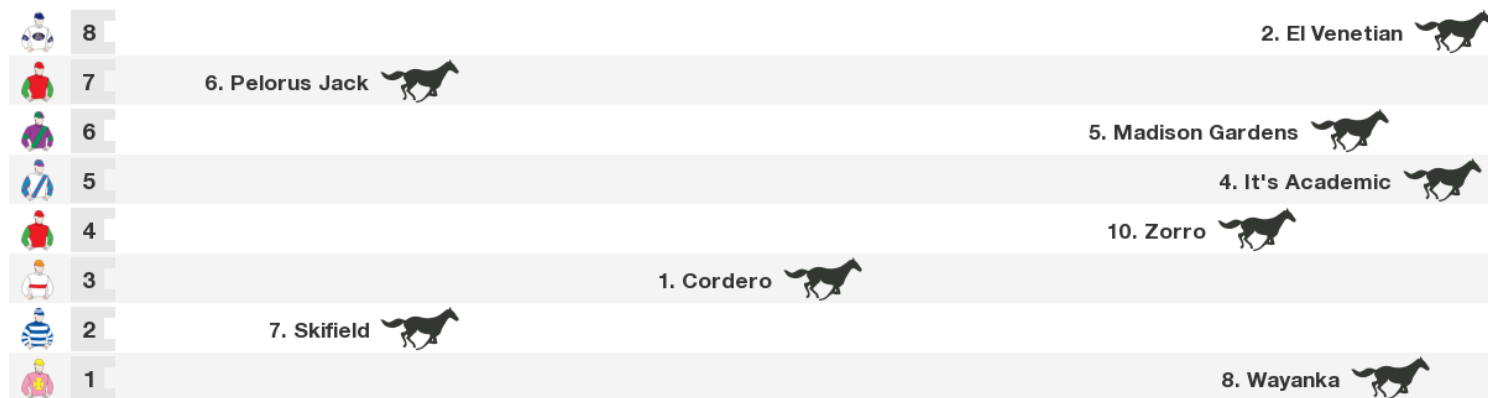 8 2. El Venetian
7 6. Pelorus Jack
6 5. Madison Gardens
5 4. It's Academic
4 10. Zorro
3 1. Cordero
2 7. Skifield
1 8. Wayanka